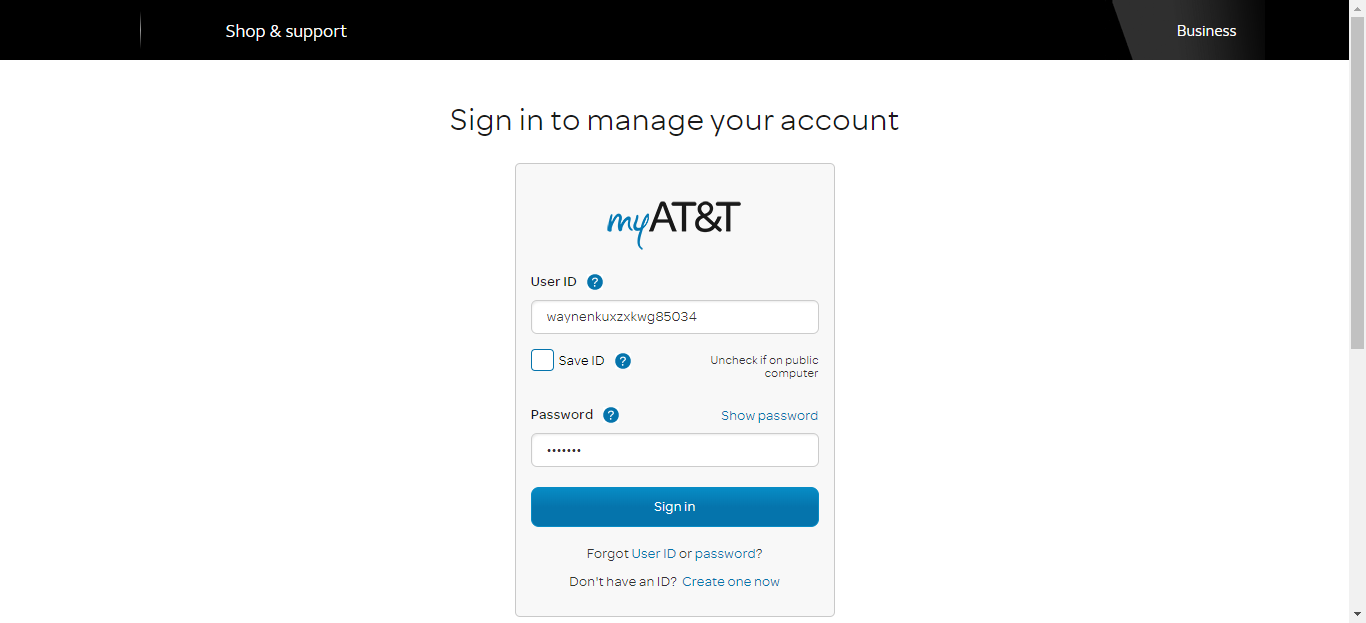 Shop & support
Business
Sign in to manage your account
myAT&T
User ID ?
waynenkuxzxkwg85034
Save ID ?
Uncheck if on public
computer
Password ?
Show password
•••••••
Sign in
Forgot User ID or password?
Don't have an ID? Create one now